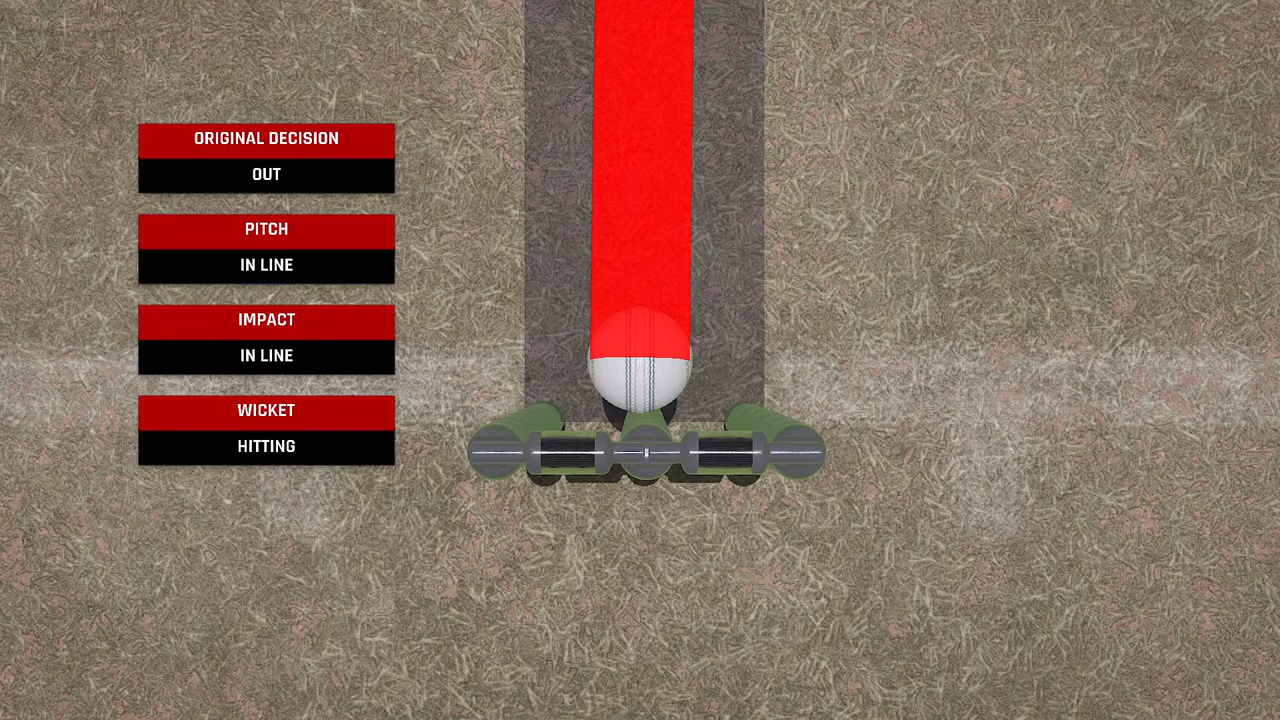 ORIGINAL DECISION
OUT
PITCH
IN LINE
IMPACT
IN LINE
WICKET
HITTING